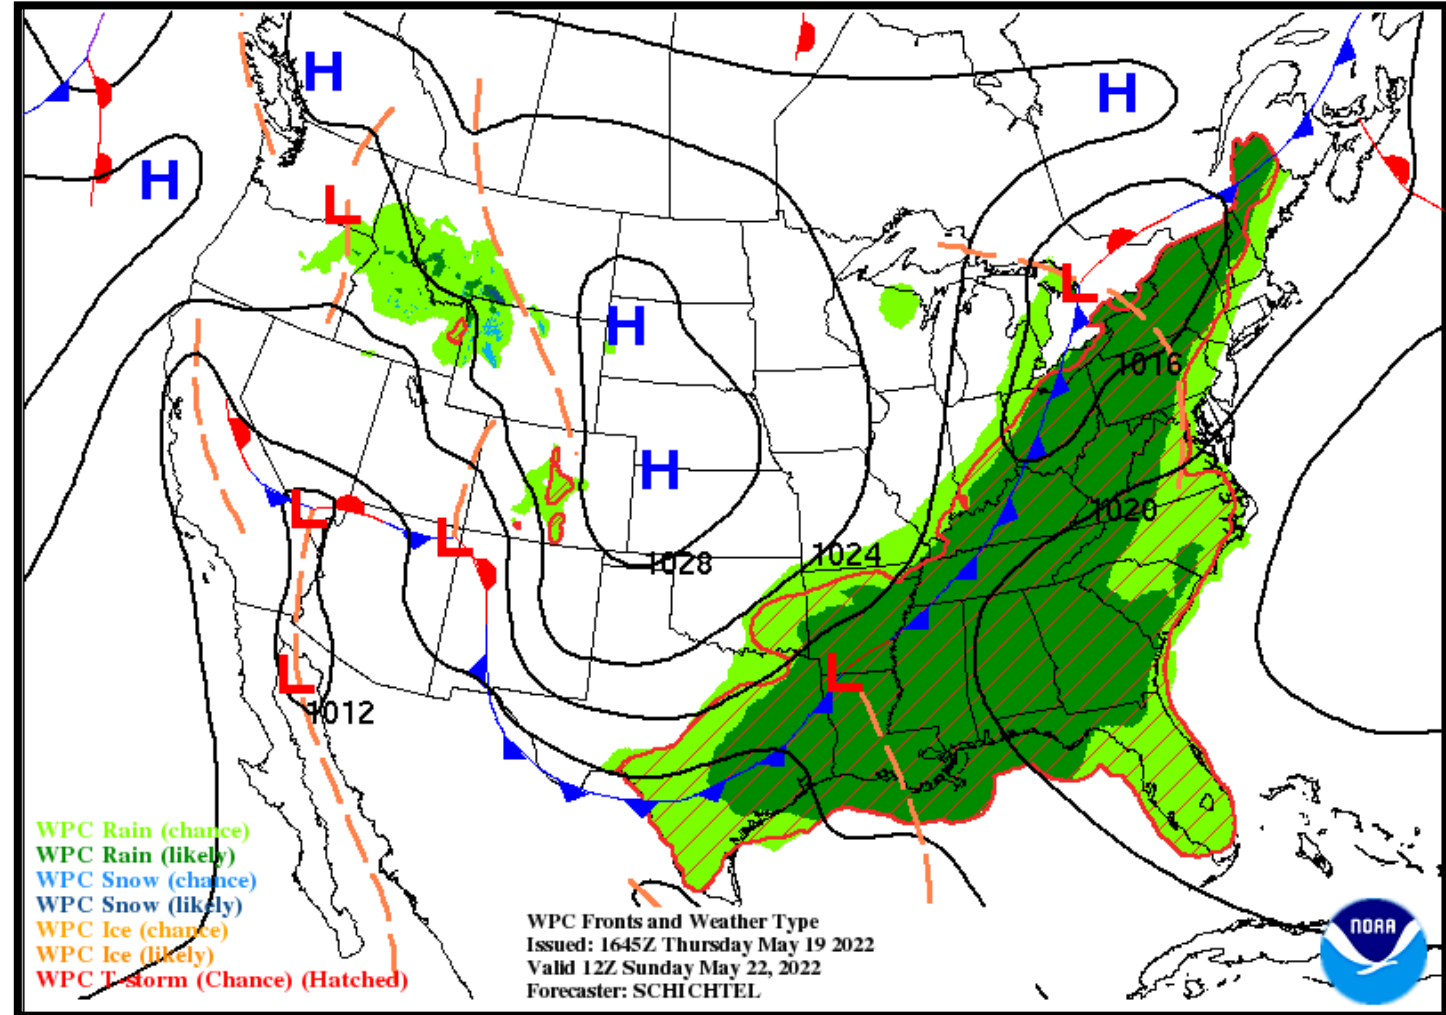 H
H
H
L
H
L
1016
L
H
1020
L
1024
1028
L
L
1012
WPC Rain (chance)
WPC Rain (likely)
WPC Snow (chance)
WPC Snow (likely)
WPC Ice (chance)
WPC Ice (likely)
WPC T-storm (Chance) (Hatched)
WPC Fronts and Weather Type
Issued: 1645Z Thursday May 19 2022
Valid 12Z Sunday May 22, 2022
Forecaster: SCHICHTEL
NOAA